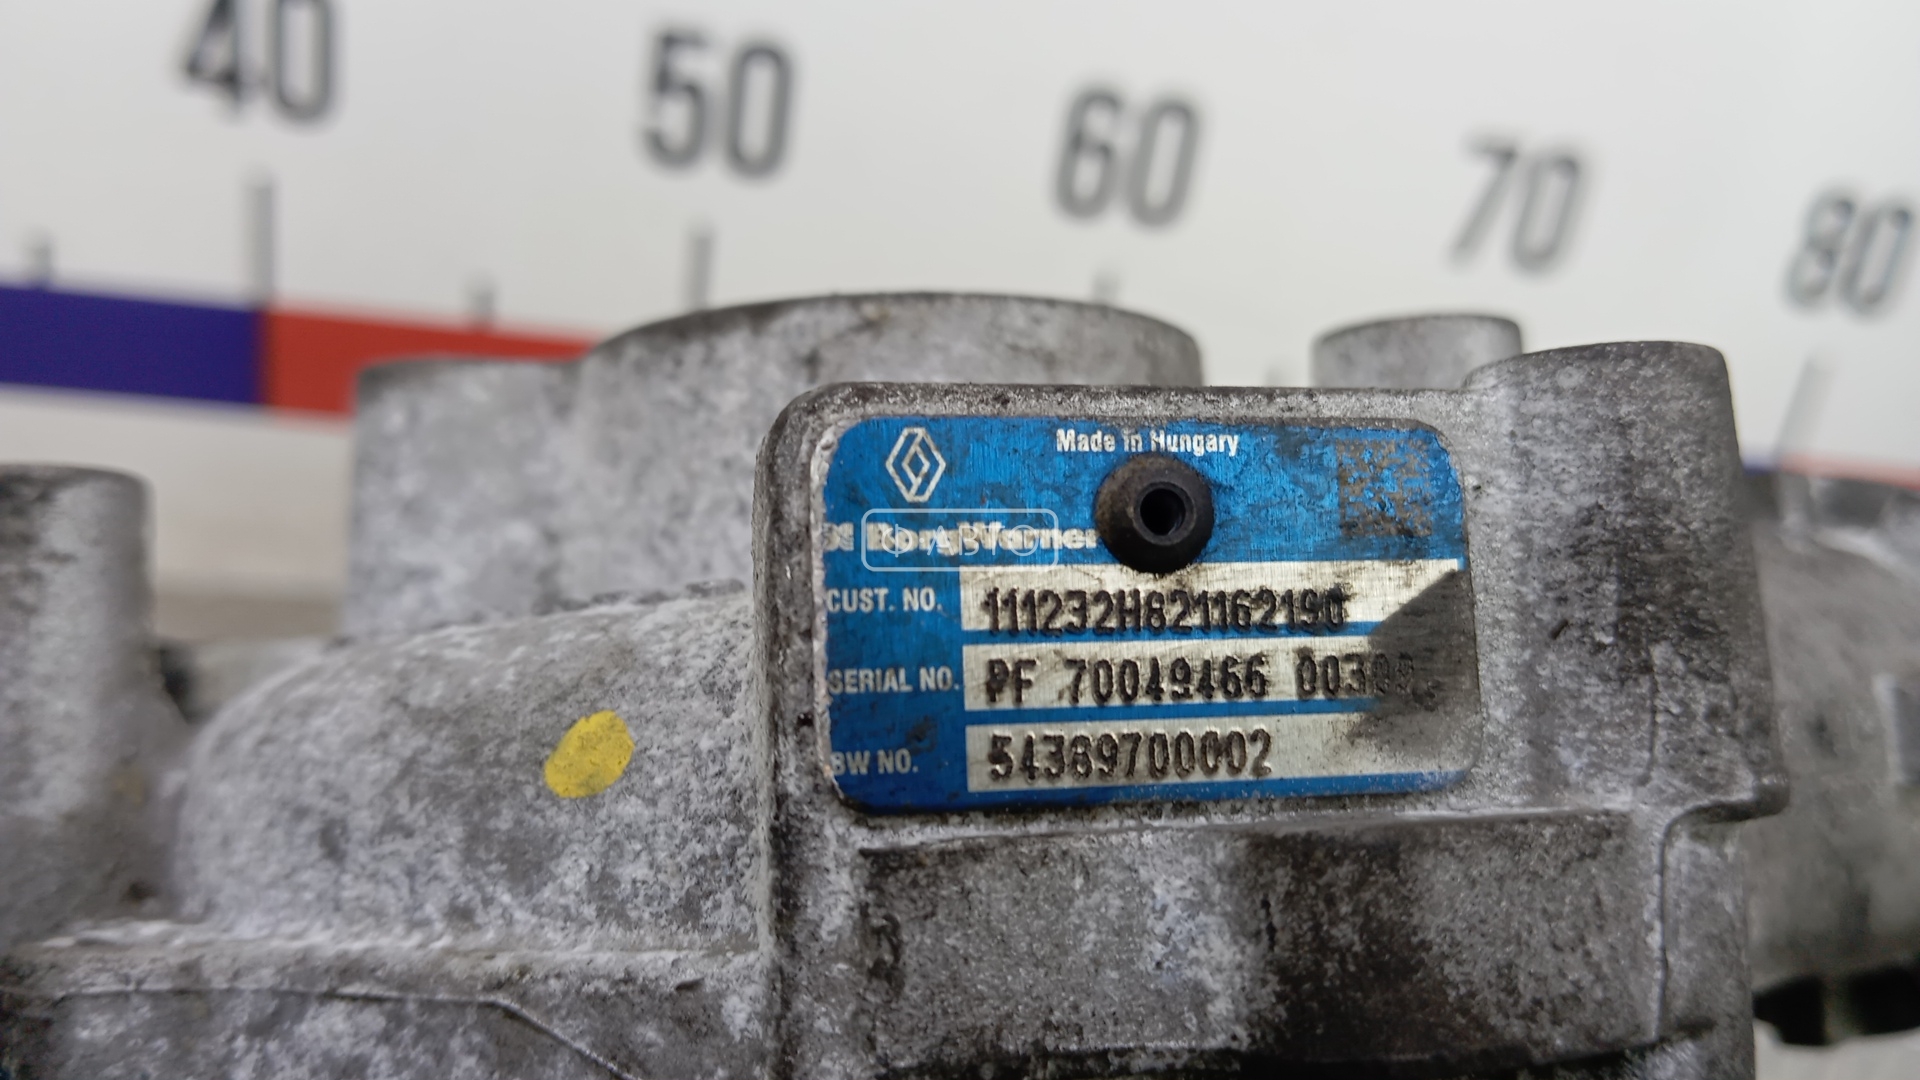 40 50 60 70 80
Made in Hungary
BorgWarner
Ф АВТО
CUST. NO. 111232H821162190
SERIAL NO. PF 70049466
BW NO. 54369700002